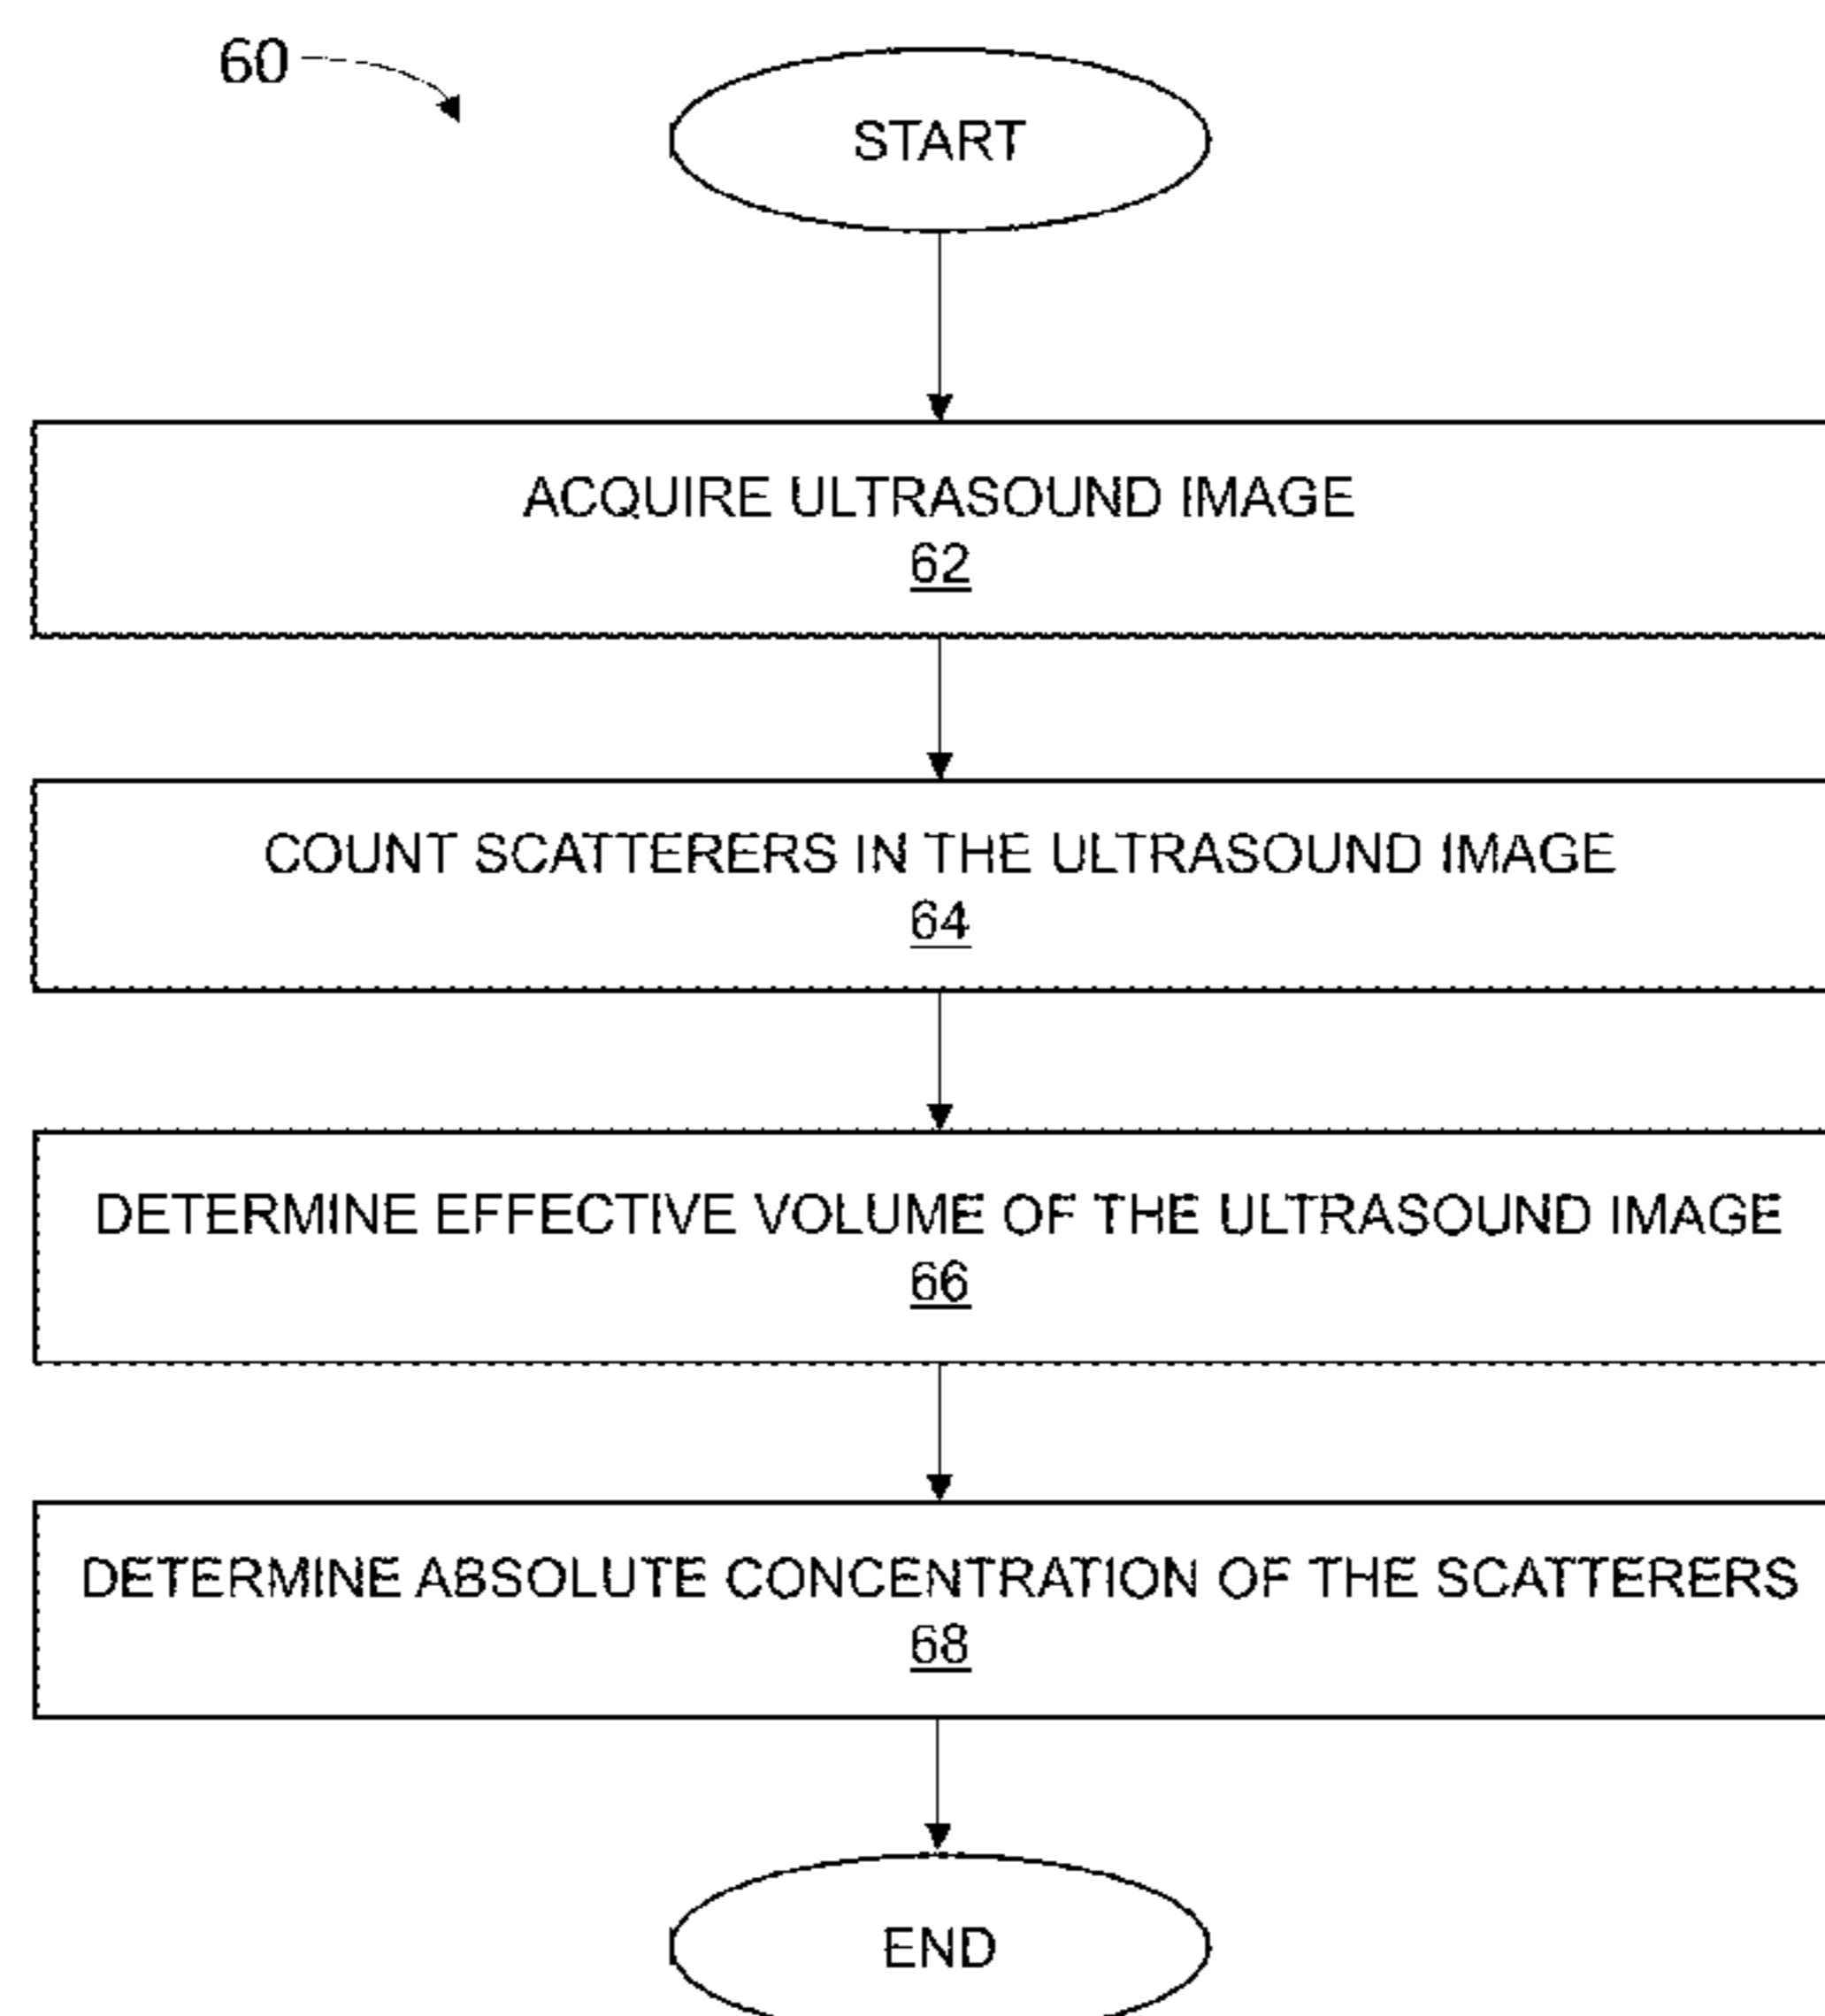 60
START
ACQUIRE ULTRASOUND IMAGE
62
COUNT SCATTERERS IN THE ULTRASOUND IMAGE
64
DETERMINE EFFECTIVE VOLUME OF THE ULTRASOUND IMAGE
66
DETERMINE ABSOLUTE CONCENTRATION OF THE SCATTERERS
68
END